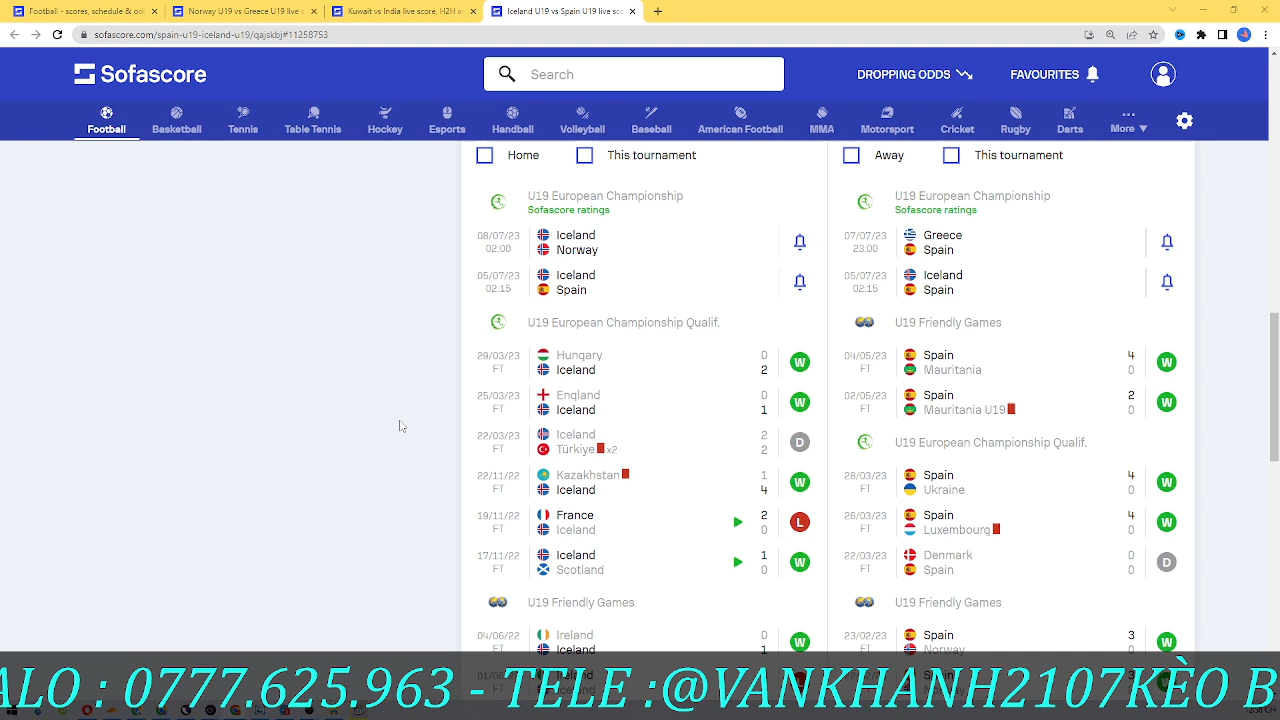 Football - scores, schedule & od
Norway U19 vs Greece U19 live s
Kuwait vs India live score, H2H a
Iceland U19 vs Spain U19 live sco
sofascore.com/spain-u19-iceland-u19/qajskbj#11258753
Sofascore
Search
DROPPING ODDS
FAVOURITES
Football
Basketball
Tennis
Table Tennis
Hockey
Esports
Handball
Volleyball
Baseball
American Football
MMA
Motorsport
Cricket
Rugby
Darts
More
Home
This tournament
U19 European Championship
Sofascore ratings
08/07/23 Iceland
02:00 Norway
05/07/23 Iceland
02:15 Spain
U19 European Championship Qualif.
29/03/23 Hungary 0
FT Iceland 2 W
25/03/23 England 0
FT Iceland 1 W
22/03/23 Iceland 2
FT Türkiye x2 2 D
22/11/22 Kazakhstan 1
FT Iceland 4 W
19/11/22 France 2
FT Iceland 0 L
17/11/22 Iceland 1
FT Scotland 0 W
U19 Friendly Games
04/06/22 Ireland 0
FT Iceland 1 W
Away
This tournament
U19 European Championship
Sofascore ratings
07/07/23 Greece
23:00 Spain
05/07/23 Iceland
02:15 Spain
U19 Friendly Games
04/05/23 Spain 4
FT Mauritania 0 W
02/05/23 Spain 2
FT Mauritania U19 0 W
U19 European Championship Qualif.
28/03/23 Spain 4
FT Ukraine 0 W
26/03/23 Spain 4
FT Luxembourg 0 W
22/03/23 Denmark 0
FT Spain 0 D
U19 Friendly Games
23/02/23 Spain 3
FT Norway 0 W
ALO : 0777.625.963 - TELE :@VANKHANH2107KÈO B